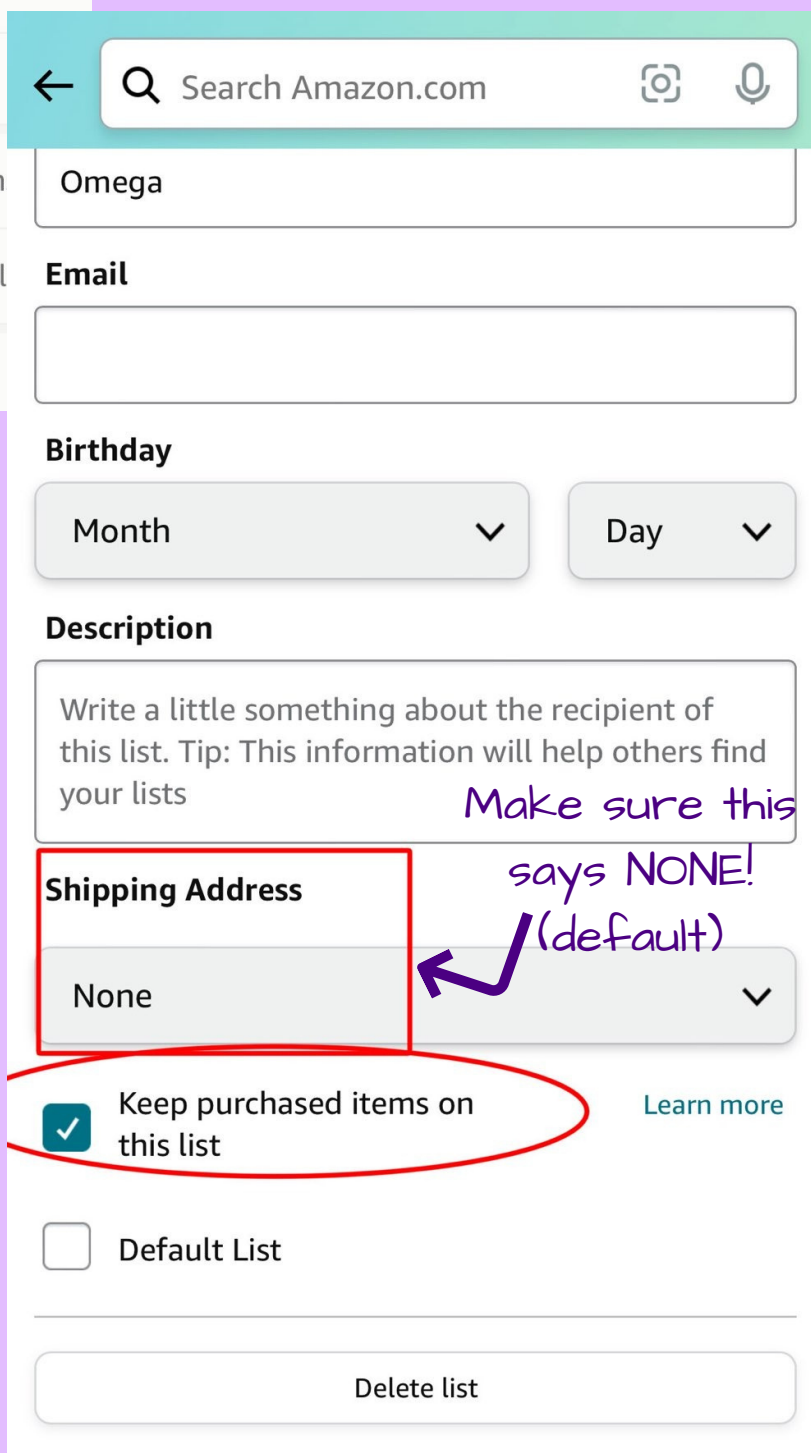 Search Amazon.com
Omega
Email
Birthday
Month
Day
Description
Write a little something about the recipient of
this list. Tip: This information will help others find
your lists
Make sure this
says NONE!
(default)
Shipping Address
None
Keep purchased items on
this list
Learn more
Default List
Delete list